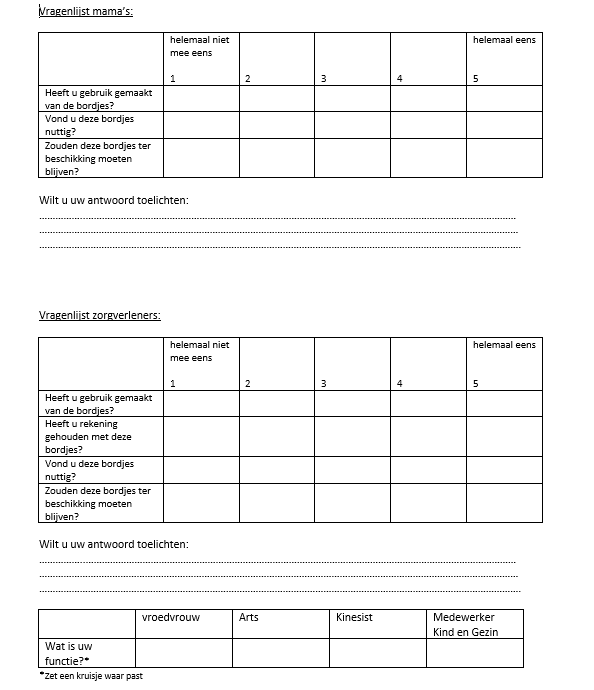 Vragenlijst mama's:
helemaal niet
mee eens
1
2
3
4
helemaal eens
5
Heeft u gebruik gemaakt
van de bordjes?
Vond u deze bordjes
nuttig?
Zouden deze bordjes ter
beschikking moeten
blijven?
Wilt u uw antwoord toelichten:
Vragenlijst zorgverleners:
helemaal niet
mee eens
1
2
3
4
helemaal eens
5
Heeft u gebruik gemaakt
van de bordjes?
Heeft u rekening
gehouden met deze
bordjes?
Vond u deze bordjes
nuttig?
Zouden deze bordjes ter
beschikking moeten
blijven?
Wilt u uw antwoord toelichten:
vroedvrouw
Arts
Kinesist
Medewerker
Kind en Gezin
Wat is uw
functie?*
*Zet een kruisje waar past